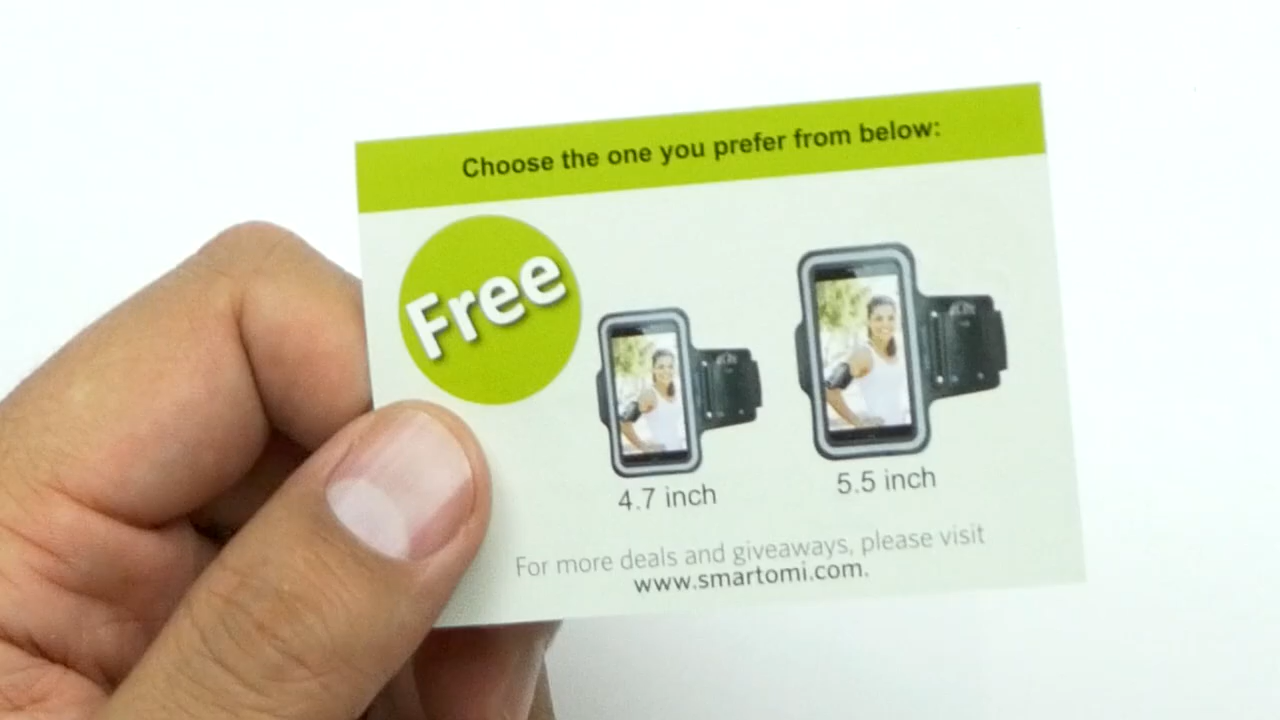 Choose the one you prefer from below:
Free
4.7 inch
5.5 inch
For more deals and giveaways, please visit
www.smartomi.com.